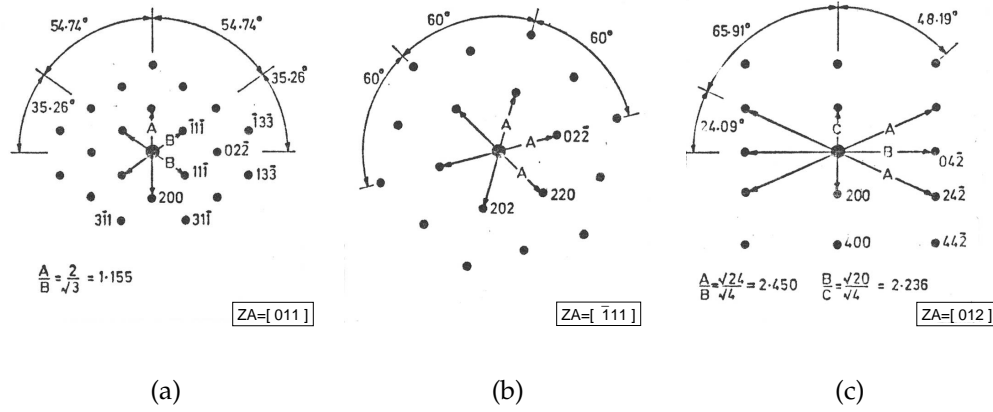 54·74° 54·74°
35·26° 35·26°
A
B
B
1̄11̄
1̄33̄
022̄
111̄
133̄
200
31̄1
311̄
A/B = 2/√3 = 1·155
ZA=[ 011 ]
(a)
60°
60°
60°
A
A
A
022̄
220
202
ZA=[ 1̄11 ]
(b)
65·91°
48·19°
24·09°
C
A
B
A
042̄
200
242̄
400
442̄
A/B = √24/√4 = 2·450 B/C = √20/√4 = 2·236
ZA=[ 012 ]
(c)